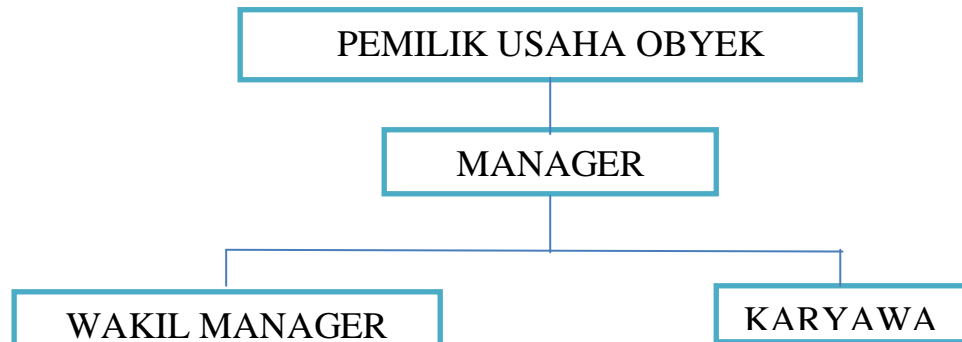 PEMILIK USAHA OBYEK
MANAGER
WAKIL MANAGER
KARYAWA